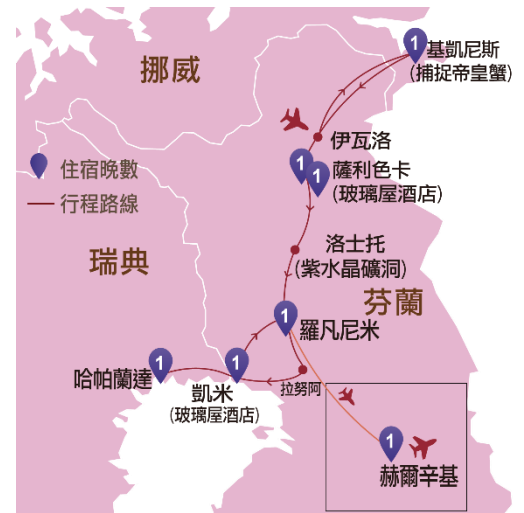 挪威
1
基凱尼斯
(捕捉帝皇蟹)
伊瓦洛
住宿晚數
行程路線
1
1
薩利色卡
(玻璃屋酒店)
瑞典
洛士托
(紫水晶礦洞)
芬蘭
1
羅凡尼米
1
哈帕蘭達
1
凱米
(玻璃屋酒店)
拉努阿
1
赫爾辛基